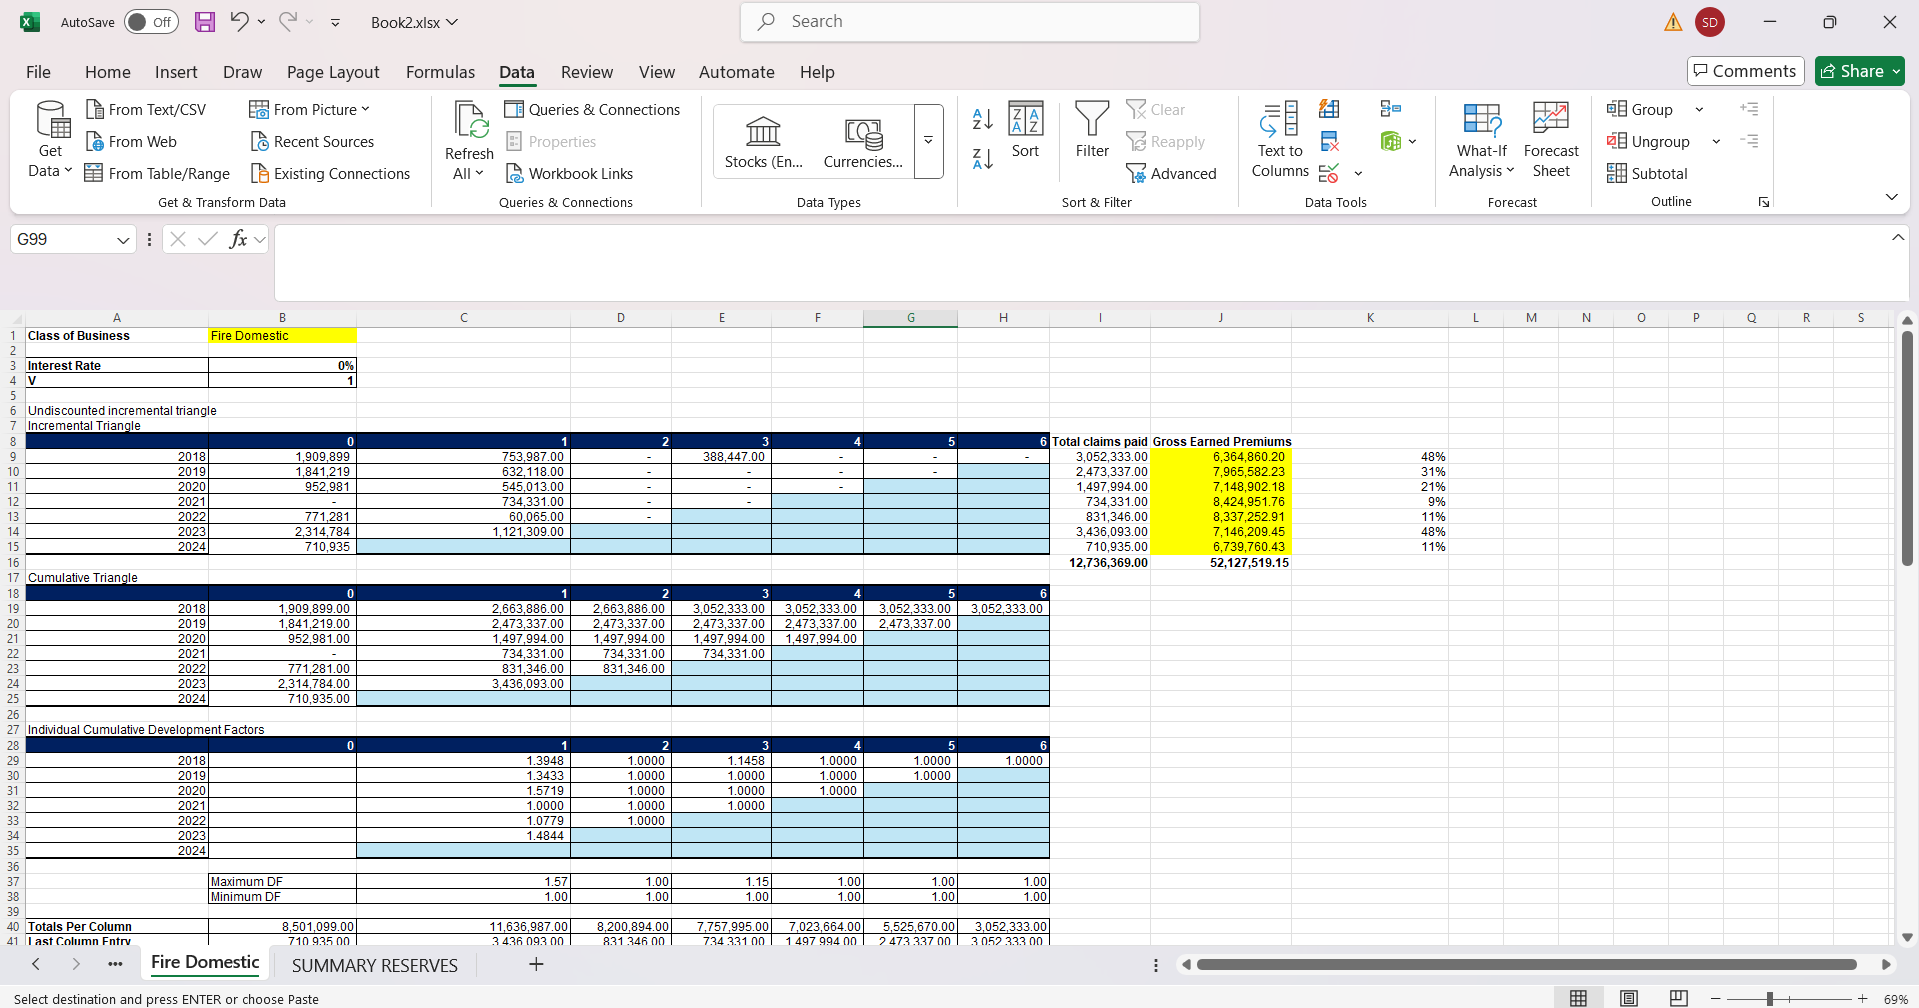 AutoSave Off Book2.xlsx Search SD
File Home Insert Draw Page Layout Formulas Data Review View Automate Help Comments Share
Get Data
From Text/CSV
From Web
From Table/Range
From Picture
Recent Sources
Existing Connections
Get & Transform Data
Refresh All
Queries & Connections
Properties
Workbook Links
Queries & Connections
Stocks (En... Currencies...
Data Types
Sort
Filter
Clear
Reapply
Advanced
Sort & Filter
Text to Columns
Data Tools
What-If Analysis
Forecast Sheet
Forecast
Group
Ungroup
Subtotal
Outline
G99 fx
A B C D E F G H I J K L M N O P Q R S
1 Class of Business Fire Domestic
2
3 Interest Rate 0%
4 V 1
5
6 Undiscounted incremental triangle
7 Incremental Triangle
8 0 1 2 3 4 5 6 Total claims paid Gross Earned Premiums
9 2018 1,909,899 753,987.00 - 388,447.00 - - - 3,052,333.00 6,364,860.20 48%
10 2019 1,841,219 632,118.00 - - - - 2,473,337.00 7,965,582.23 31%
11 2020 952,981 545,013.00 - - - 1,497,994.00 7,148,902.18 21%
12 2021 - 734,331.00 - - 734,331.00 8,424,951.76 9%
13 2022 771,281 60,065.00 - 831,346.00 8,337,252.91 11%
14 2023 2,314,784 1,121,309.00 3,436,093.00 7,146,209.45 48%
15 2024 710,935 710,935.00 6,739,760.43 11%
16 12,736,369.00 52,127,519.15
17 Cumulative Triangle
18 0 1 2 3 4 5 6
19 2018 1,909,899.00 2,663,886.00 2,663,886.00 3,052,333.00 3,052,333.00 3,052,333.00 3,052,333.00
20 2019 1,841,219.00 2,473,337.00 2,473,337.00 2,473,337.00 2,473,337.00 2,473,337.00
21 2020 952,981.00 1,497,994.00 1,497,994.00 1,497,994.00 1,497,994.00
22 2021 - 734,331.00 734,331.00 734,331.00
23 2022 771,281.00 831,346.00 831,346.00
24 2023 2,314,784.00 3,436,093.00
25 2024 710,935.00
26
27 Individual Cumulative Development Factors
28 0 1 2 3 4 5 6
29 2018 1.3948 1.0000 1.1458 1.0000 1.0000 1.0000
30 2019 1.3433 1.0000 1.0000 1.0000 1.0000
31 2020 1.5719 1.0000 1.0000 1.0000
32 2021 1.0000 1.0000 1.0000
33 2022 1.0779 1.0000
34 2023 1.4844
35 2024
36
37 Maximum DF 1.57 1.00 1.15 1.00 1.00 1.00
38 Minimum DF 1.00 1.00 1.00 1.00 1.00 1.00
39
40 Totals Per Column 8,501,099.00 11,636,987.00 8,200,894.00 7,757,995.00 7,023,664.00 5,525,670.00 3,052,333.00
41 Last Column Entry 710,935.00 3,436,093.00 831,346.00 734,331.00 1,497,994.00 2,473,337.00 3,052,333.00
Fire Domestic SUMMARY RESERVES
Select destination and press ENTER or choose Paste 69%